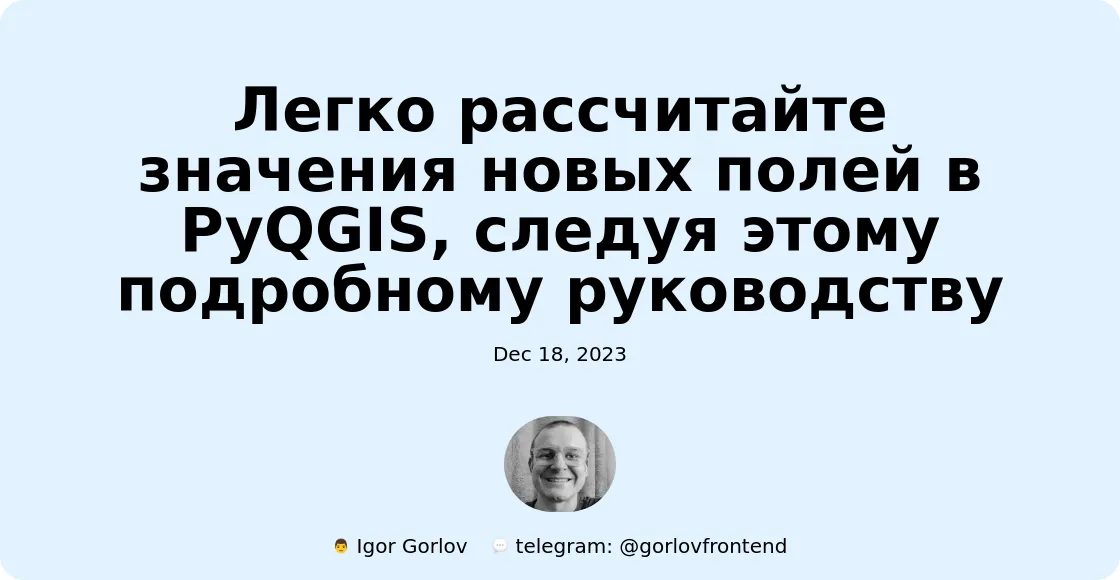 Легко рассчитайте
значения новых полей в
PyQGIS, следуя этому
подробному руководству
Dec 18, 2023
Igor Gorlov telegram: @gorlovfrontend